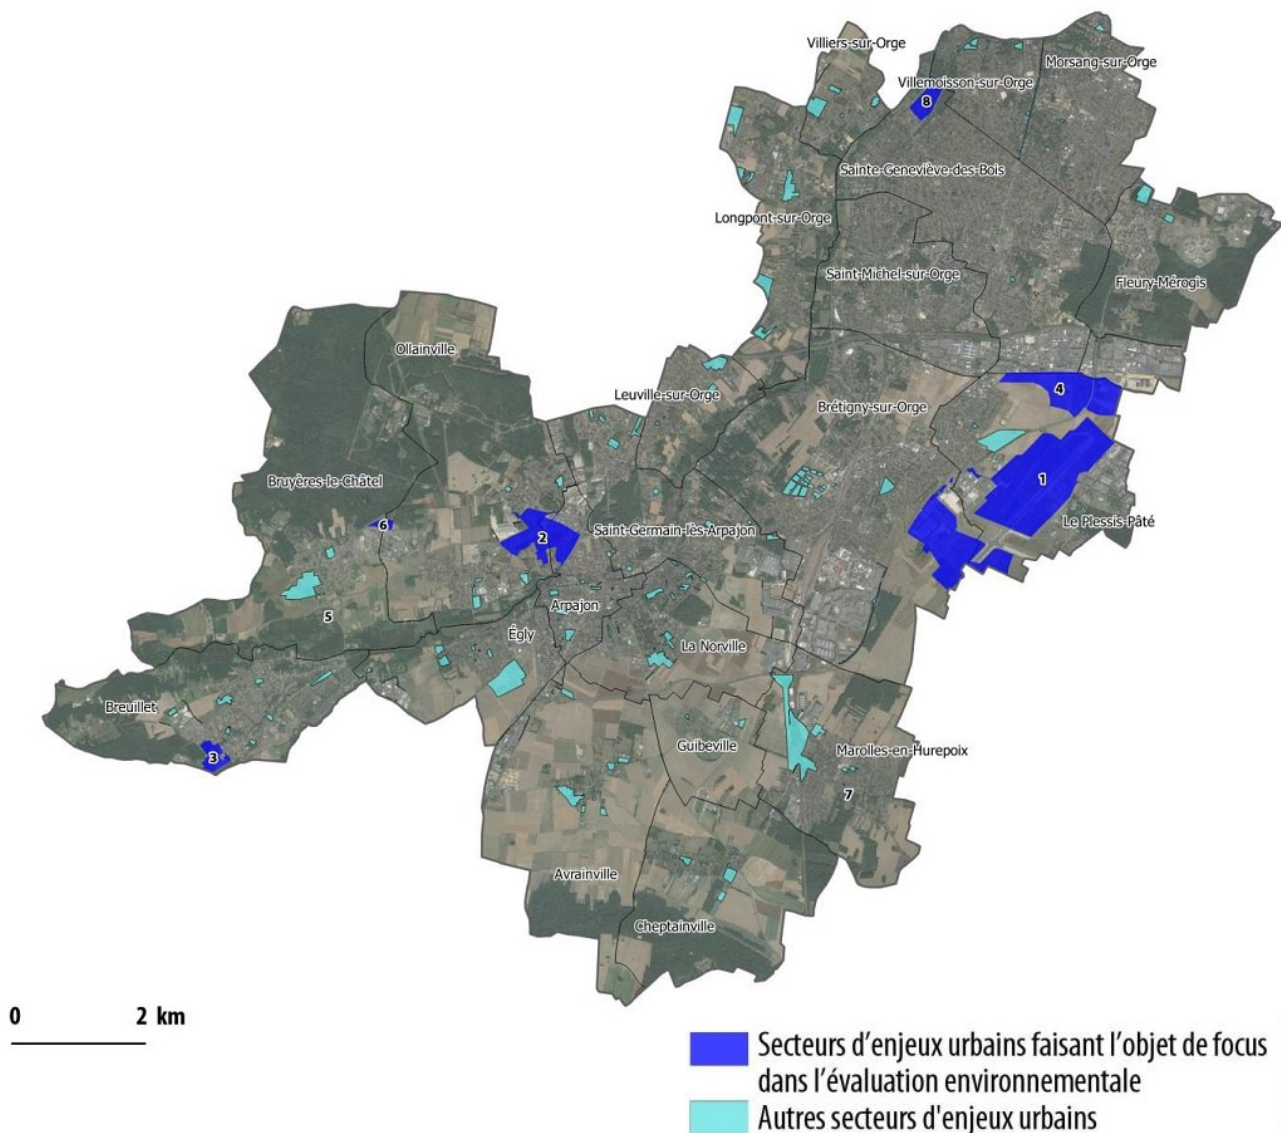 Villiers-sur-Orge
Morsang-sur-Orge
Villemoisson-sur-Orge
8
Sainte-Geneviève-des-Bois
Longpont-sur-Orge
Saint-Michel-sur-Orge
Fleury-Mérogis
Ollainville
Leuville-sur-Orge
4
Brétigny-sur-Orge
Bruyères-le-Châtel
1
6
Le Plessis-Pâté
2
Saint-Germain-lès-Arpajon
Arpajon
5
Égly
La Norville
Breuillet
Guibeville
Marolles-en-Hurepoix
3
7
Avrainville
Cheptainville
0 2 km
Secteurs d'enjeux urbains faisant l'objet de focus
dans l'évaluation environnementale
Autres secteurs d'enjeux urbains